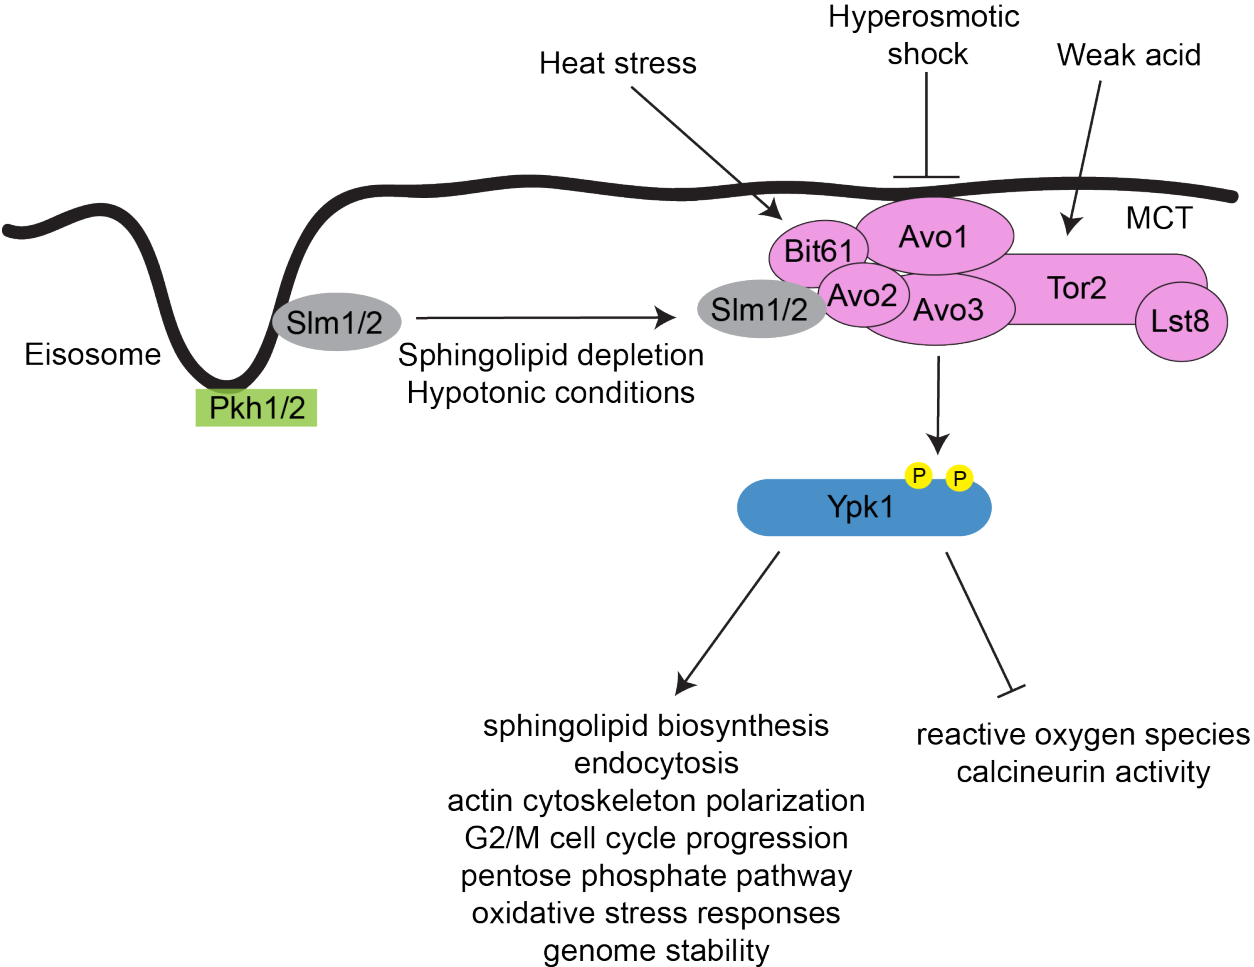 Hyperosmotic
shock
Heat stress
Weak acid
MCT
Bit61
Avo1
Avo2
Avo3
Tor2
Lst8
Slm1/2
Slm1/2
Eisosome
Pkh1/2
Sphingolipid depletion
Hypotonic conditions
P
P
Ypk1
sphingolipid biosynthesis
endocytosis
actin cytoskeleton polarization
G2/M cell cycle progression
pentose phosphate pathway
oxidative stress responses
genome stability
reactive oxygen species
calcineurin activity